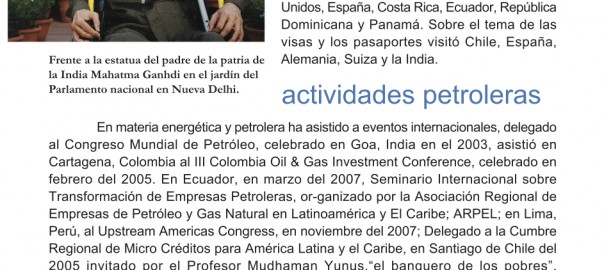 Unidos, España, Costa Rica, Ecuador, República
Dominicana y Panamá. Sobre el tema de las
visas y los pasaportes visitó Chile, España,
Alemania, Suiza y la India.
Frente a la estatua del padre de la patria de
la India Mahatma Ganhdi en el jardín del
Parlamento nacional en Nueva Delhi.
actividades petroleras
En materia energética y petrolera ha asistido a eventos internacionales, delegado
al Congreso Mundial de Petróleo, celebrado en Goa, India en el 2003, asistió en
Cartagena, Colombia al III Colombia Oil & Gas Investment Conference, celebrado en
febrero del 2005. En Ecuador, en marzo del 2007, Seminario Internacional sobre
Transformación de Empresas Petroleras, or-ganizado por la Asociación Regional de
Empresas de Petróleo y Gas Natural en Latinoamérica y El Caribe; ARPEL; en Lima,
Perú, al Upstream Americas Congress, en noviembre del 2007; Delegado a la Cumbre
Regional de Micro Créditos para América Latina y el Caribe, en Santiago de Chile del
2005 invitado por el Profesor Mudhaman Yunus,"el banquero de los pobres",